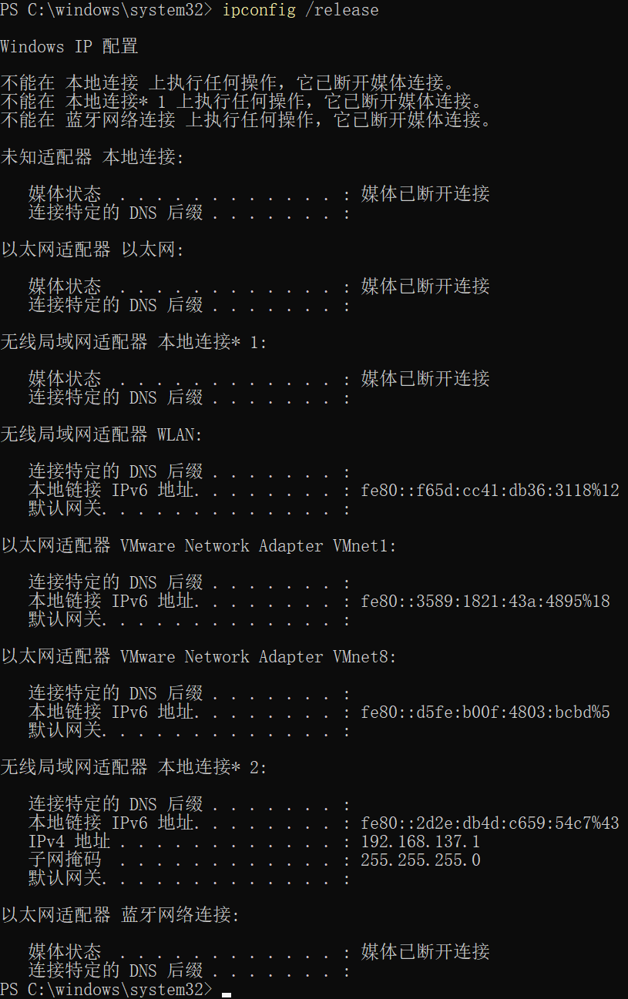 PS C:\windows\system32> ipconfig /release
Windows IP 配置
不能在 本地连接 上执行任何操作，它已断开媒体连接。
不能在 本地连接* 1 上执行任何操作，它已断开媒体连接。
不能在 蓝牙网络连接 上执行任何操作，它已断开媒体连接。
未知适配器 本地连接:
   媒体状态  . . . . . . . . . . . . : 媒体已断开连接
   连接特定的 DNS 后缀 . . . . . . . :
以太网适配器 以太网:
   媒体状态  . . . . . . . . . . . . : 媒体已断开连接
   连接特定的 DNS 后缀 . . . . . . . :
无线局域网适配器 本地连接* 1:
   媒体状态  . . . . . . . . . . . . : 媒体已断开连接
   连接特定的 DNS 后缀 . . . . . . . :
无线局域网适配器 WLAN:
   连接特定的 DNS 后缀 . . . . . . . :
   本地链接 IPv6 地址. . . . . . . . : fe80::f65d:cc41:db36:3118%12
   默认网关. . . . . . . . . . . . . :
以太网适配器 VMware Network Adapter VMnet1:
   连接特定的 DNS 后缀 . . . . . . . :
   本地链接 IPv6 地址. . . . . . . . : fe80::3589:1821:43a:4895%18
   默认网关. . . . . . . . . . . . . :
以太网适配器 VMware Network Adapter VMnet8:
   连接特定的 DNS 后缀 . . . . . . . :
   本地链接 IPv6 地址. . . . . . . . : fe80::d5fe:b00f:4803:bcbd%5
   默认网关. . . . . . . . . . . . . :
无线局域网适配器 本地连接* 2:
   连接特定的 DNS 后缀 . . . . . . . :
   本地链接 IPv6 地址. . . . . . . . : fe80::2d2e:db4d:c659:54c7%43
   IPv4 地址 . . . . . . . . . . . . : 192.168.137.1
   子网掩码  . . . . . . . . . . . . : 255.255.255.0
   默认网关. . . . . . . . . . . . . :
以太网适配器 蓝牙网络连接:
   媒体状态  . . . . . . . . . . . . : 媒体已断开连接
   连接特定的 DNS 后缀 . . . . . . . :
PS C:\windows\system32>